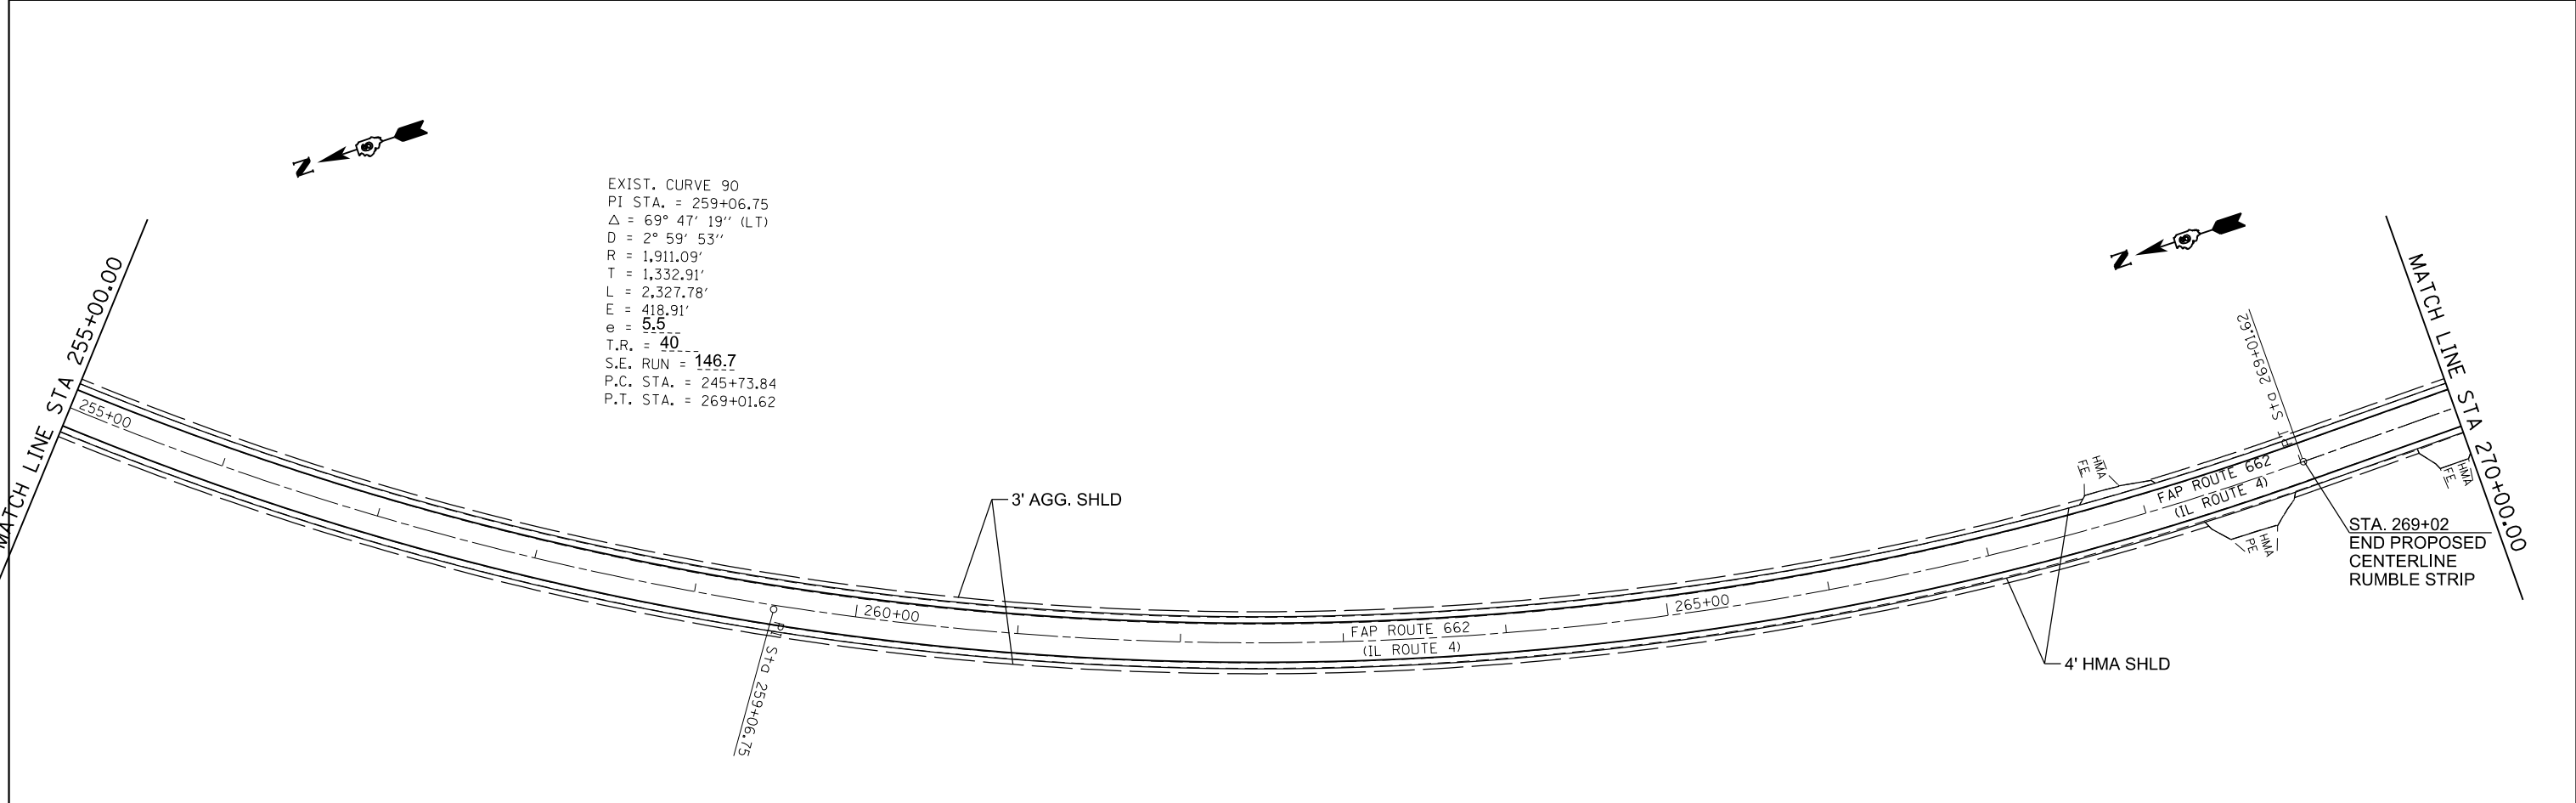 N
EXIST. CURVE 90
PI STA. = 259+06.75
△ = 69° 47' 19'' (LT)
D = 2° 59' 53''
R = 1,911.09'
T = 1,332.91'
L = 2,327.78'
E = 418.91'
e = 5.5
T.R. = 40
S.E. RUN = 146.7
P.C. STA. = 245+73.84
P.T. STA. = 269+01.62
N
MATCH LINE STA 255+00.00
255+00
PI Sta 259+06.75
260+00
3' AGG. SHLD
FAP ROUTE 662
(IL ROUTE 4)
265+00
4' HMA SHLD
HMA
FE
FAP ROUTE 662
(IL ROUTE 4)
HMA
PE
PT Sta 269+01.62
STA. 269+02
END PROPOSED
CENTERLINE
RUMBLE STRIP
HMA
FE
MATCH LINE STA 270+00.00